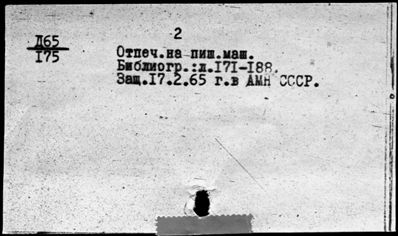 2
Д65
175
Отпеч.на пиш.маш.
Библиогр.:л.171-188.
Защ.17.2.65 г.в АМН СССР.